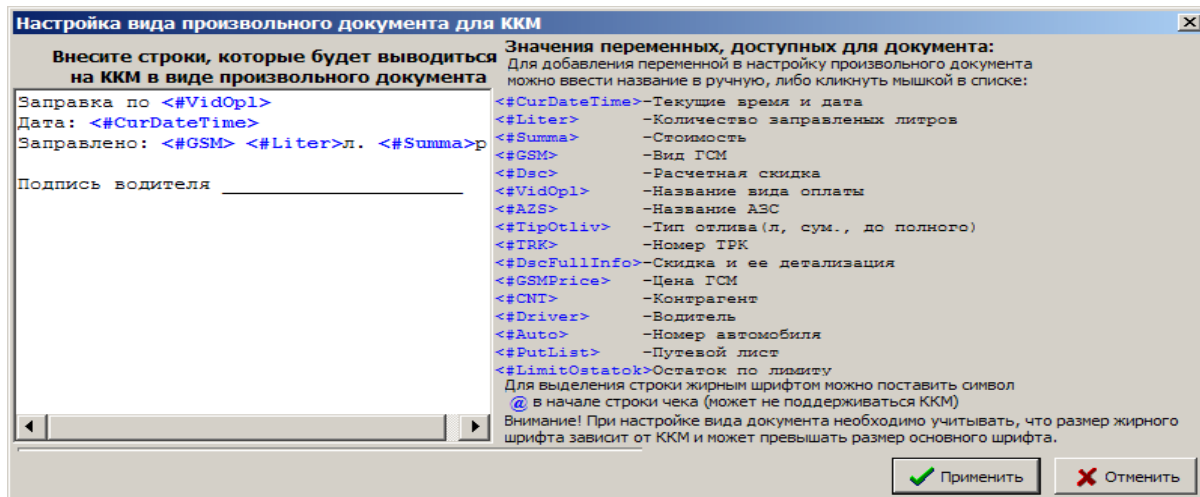 Настройка вида произвольного документа для ККМ
Внесите строки, которые будет выводиться
на ККМ в виде произвольного документа
Заправка по <#VidOpl>
Дата: <#CurDateTime>
Заправлено: <#GSM> <#Liter>л. <#Summa>р
Подпись водителя ____________________
Значения переменных, доступных для документа:
Для добавления переменной в настройку произвольного документа
можно ввести название в ручную, либо кликнуть мышкой в списке:
<#CurDateTime>-Текущие время и дата
<#Liter> -Количество заправленых литров
<#Summa> -Стоимость
<#GSM> -Вид ГСМ
<#Dsc> -Расчетная скидка
<#VidOpl> -Название вида оплаты
<#AZS> -Название АЗС
<#TipOtliv> -Тип отлива(л, сум., до полного)
<#TRK> -Номер ТРК
<#DscFullInfo>-Скидка и ее детализация
<#GSMPrice> -Цена ГСМ
<#CNT> -Контрагент
<#Driver> -Водитель
<#Auto> -Номер автомобиля
<#PutList> -Путевой лист
<#LimitOstatok>Остаток по лимиту
Для выделения строки жирным шрифтом можно поставить символ
@ в начале строки чека (может не поддерживаться ККМ)
Внимание! При настройке вида документа необходимо учитывать, что размер жирного
шрифта зависит от ККМ и может превышать размер основного шрифта.
Применить
Отменить